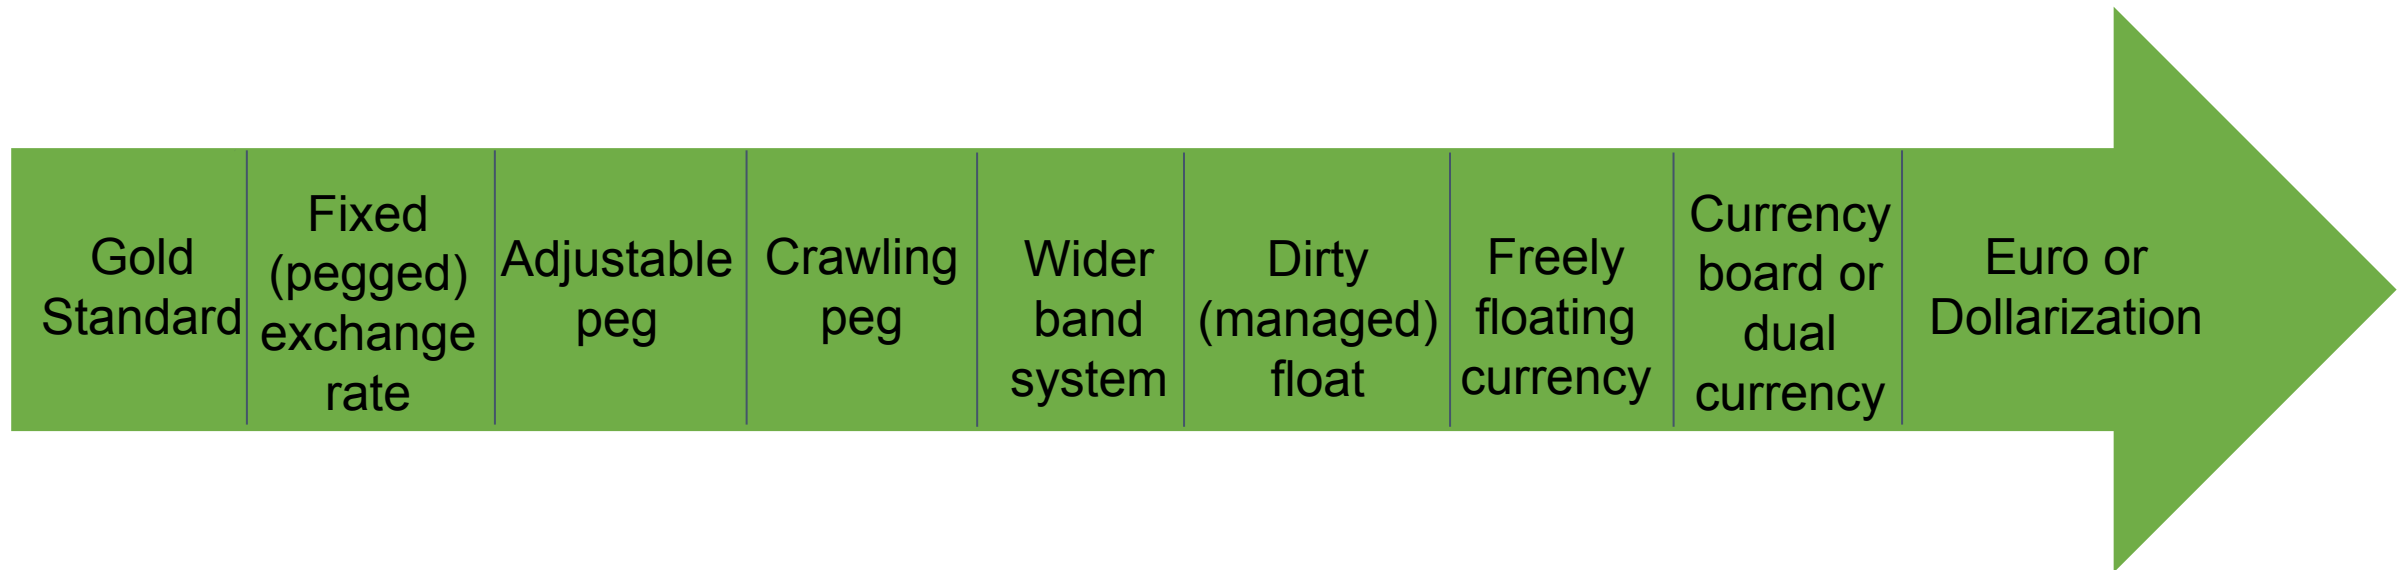 Gold
Standard
Fixed
(pegged)
exchange
rate
Adjustable
peg
Crawling
peg
Wider
band
system
Dirty
(managed)
float
Freely
floating
currency
Currency
board or
dual
currency
Euro or
Dollarization